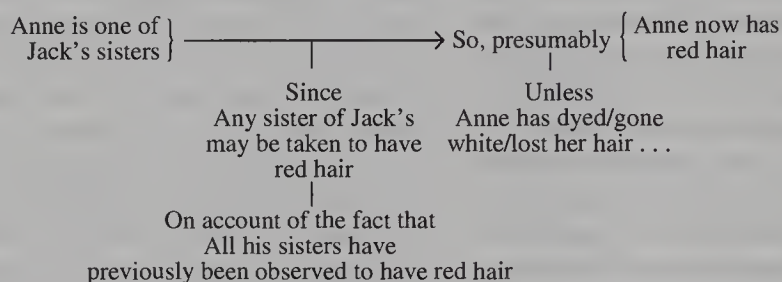 Anne is one of
Jack's sisters
So, presumably
Anne now has
red hair
Since
Any sister of Jack's
may be taken to have
red hair
Unless
Anne has dyed/gone
white/lost her hair . . .
On account of the fact that
All his sisters have
previously been observed to have red hair